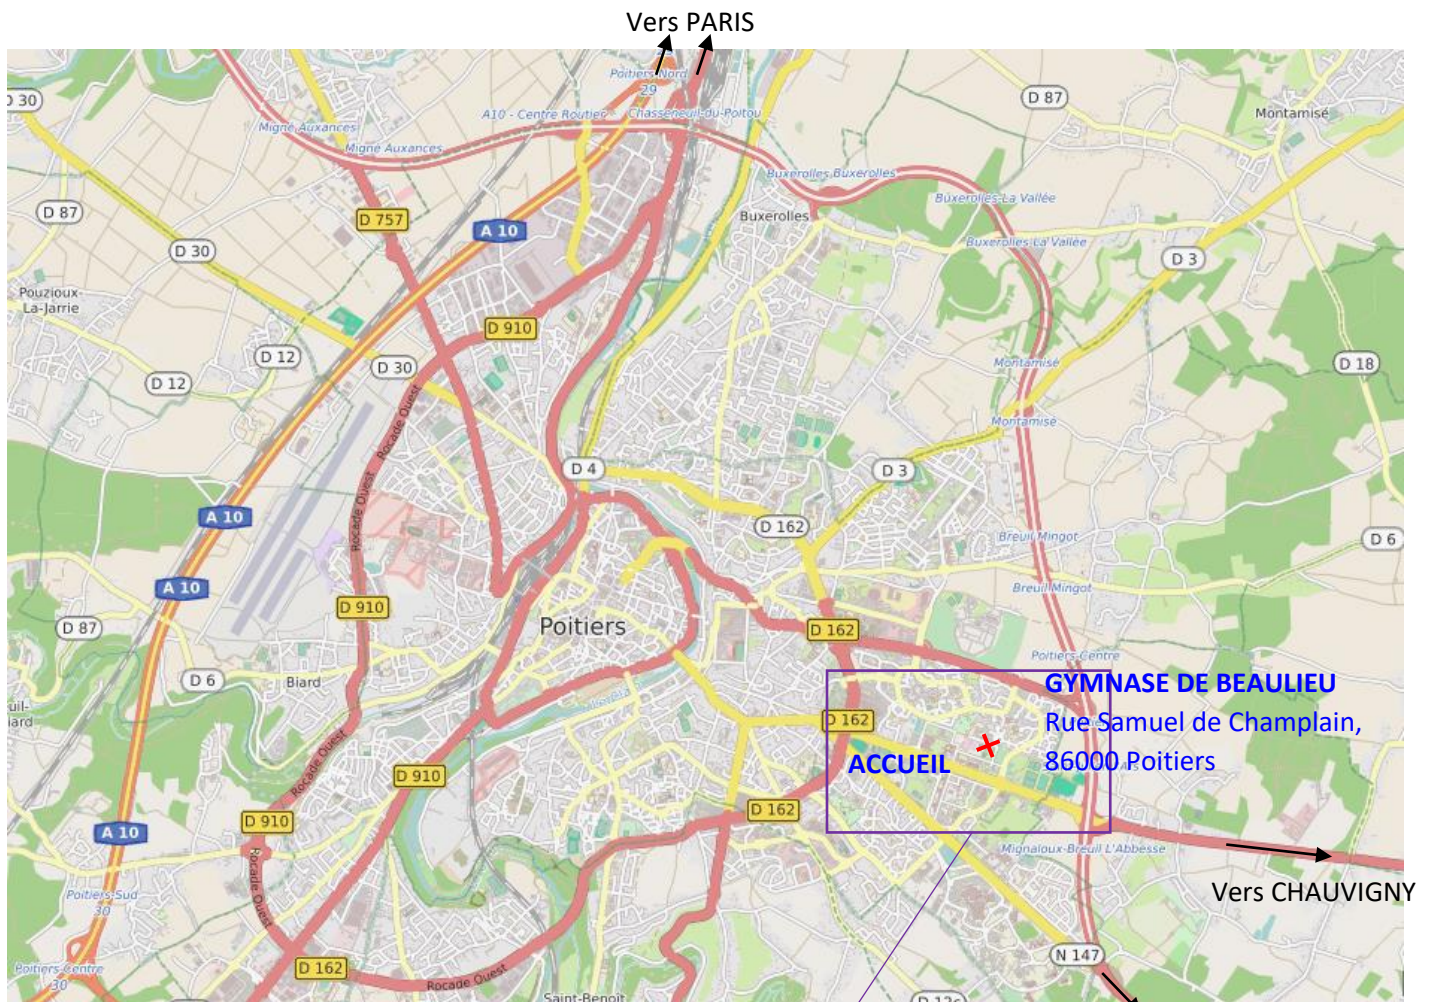 Vers PARIS
Poitiers-Nord
29
D 30
D 87
Montamisé
A10 - Centre Routier
Chasseneuil-du-Poitou
Migné Auxances
Migné Auxances
Buxerolles Buxerolles
Buxerolles-La Vallée
D 87
D 757
A 10
Buxerolles
Buxerolles-La Vallée
D 30
D 3
Pouzioux-
La-Jarrie
D 910
D 12
D 30
D 12
Montamisé
D 18
Rocade Ouest
Montamisé
D 4
D 3
Rocade Ouest
A 10
D 162
Breuil Mingot
D 6
A 10
Breuil Mingot
D 910
D 87
Poitiers
D 162
Poitiers-Centre
D 6
Biard
GYMNASE DE BEAULIEU
Rue Samuel de Champlain,
86000 Poitiers
D 162
ACCUEIL
Rocade Ouest
D 910
D 162
D 910
A 10
Mignaloux-Breuil L'Abbesse
Rocade Ouest
Vers CHAUVIGNY
Poitiers-Sud
30
N 147
Poitiers-Centre
30
D 162
Rocade Ouest
Saint-Benoit